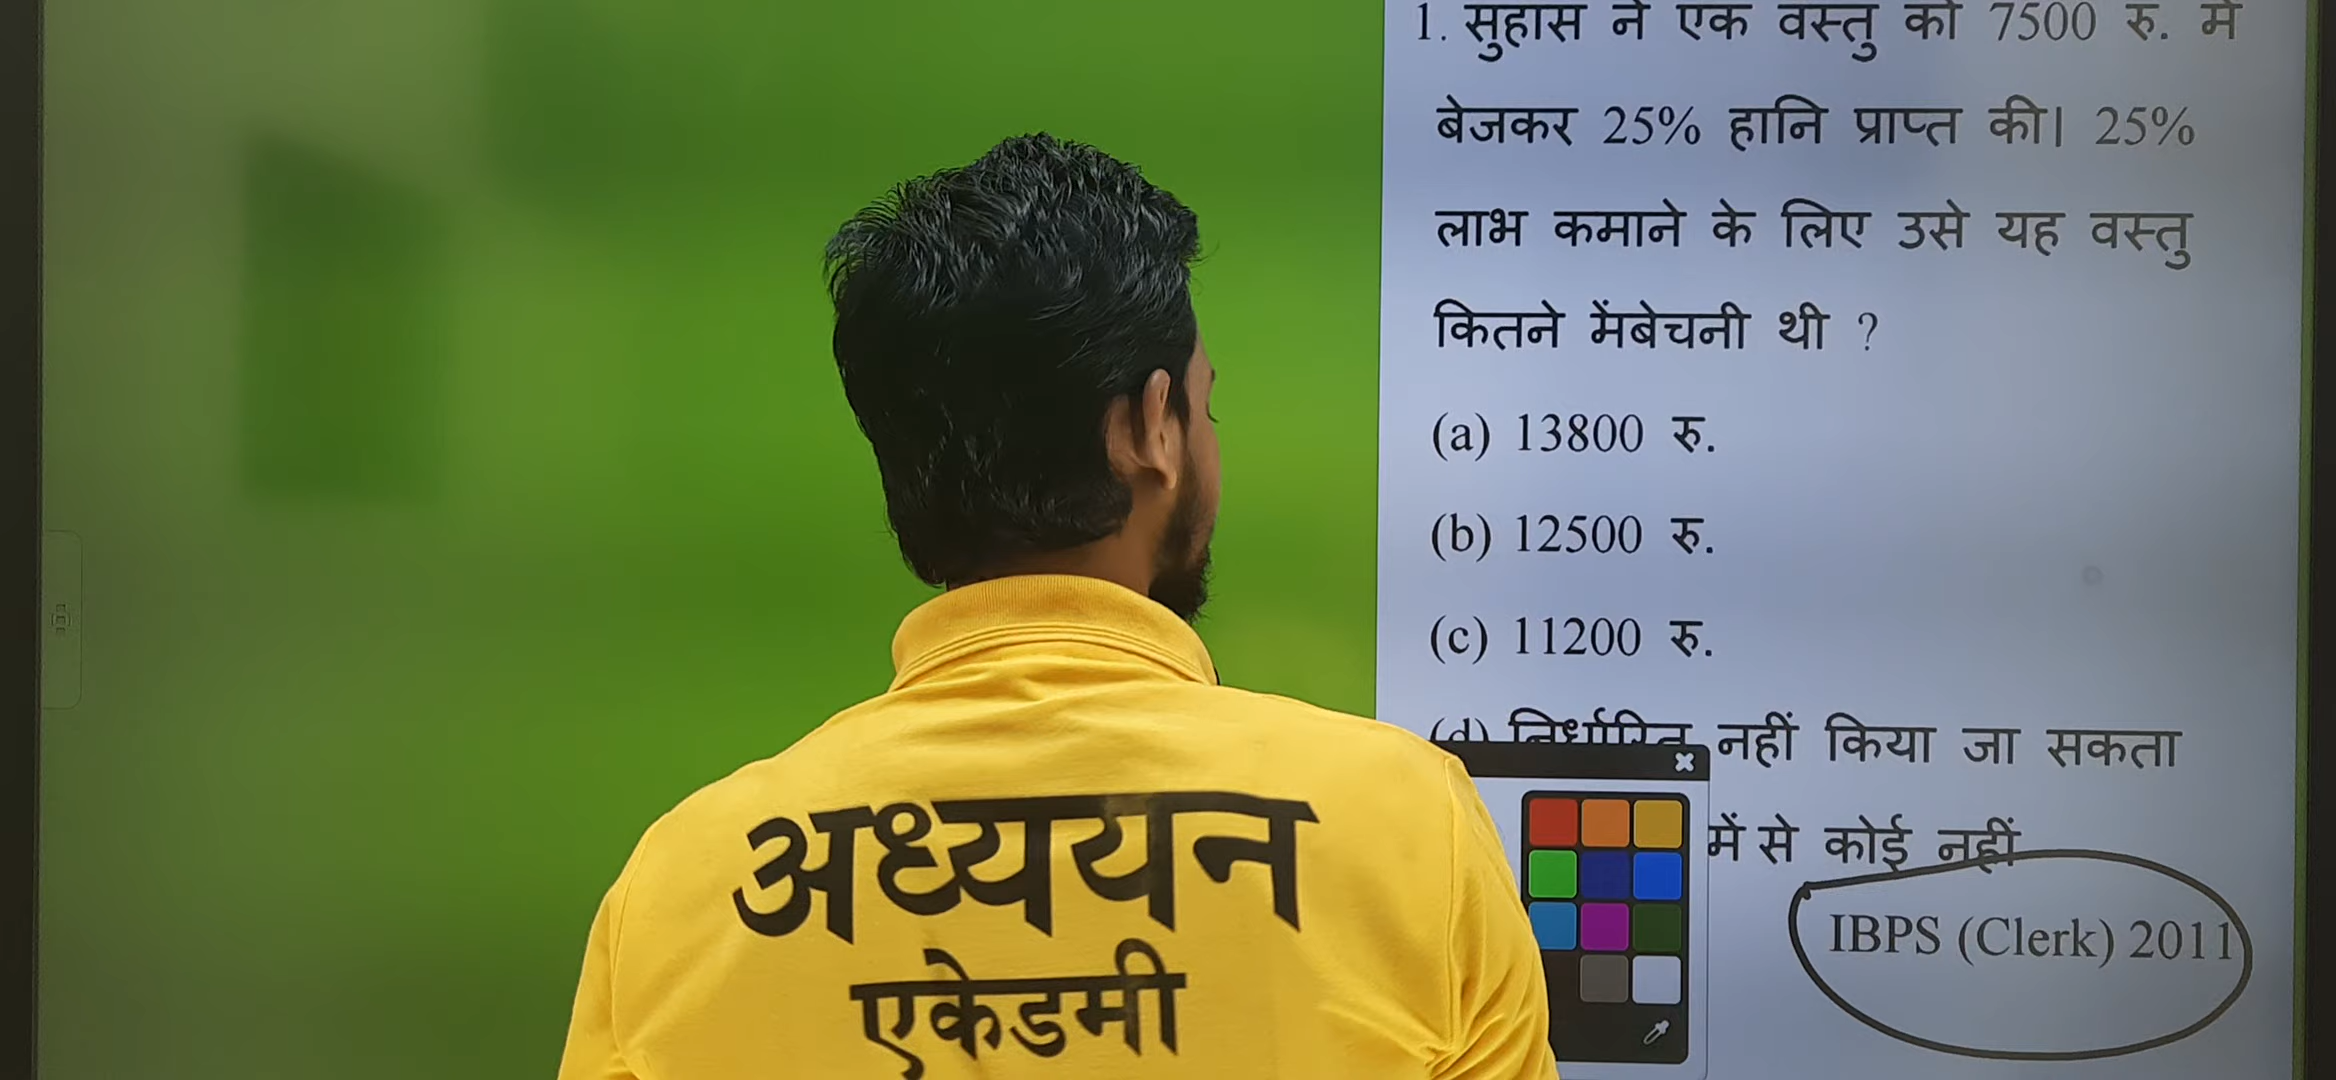 1. सुहास ने एक वस्तु को 7500 रु. में
बेजकर 25% हानि प्राप्त की। 25%
लाभ कमाने के लिए उसे यह वस्तु
कितने मेंबेचनी थी ?
(a) 13800 रु.
(b) 12500 रु.
(c) 11200 रु.
(d) निर्धारित नहीं किया जा सकता
में से कोई नहीं
IBPS (Clerk) 2011
अध्ययन
एकेडमी